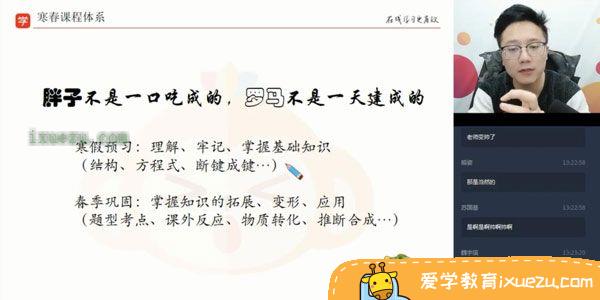 学 寒春课程体系
在线学习更高效
胖子不是一口吃成的，罗马不是一天建成的
ixuezu.com
寒假预习：理解、牢记、掌握基础知识
（结构、方程式、断键成键…）
春季巩固：掌握知识的拓展、变形、应用
（题型考点、课外反应、物质转化、推断合成…）
老师变帅了
13:22:58
那是当然的
苏国基 13:22:58
是啊是啊帅啊帅啊
13:23:20
爱学教育ixuezu.com